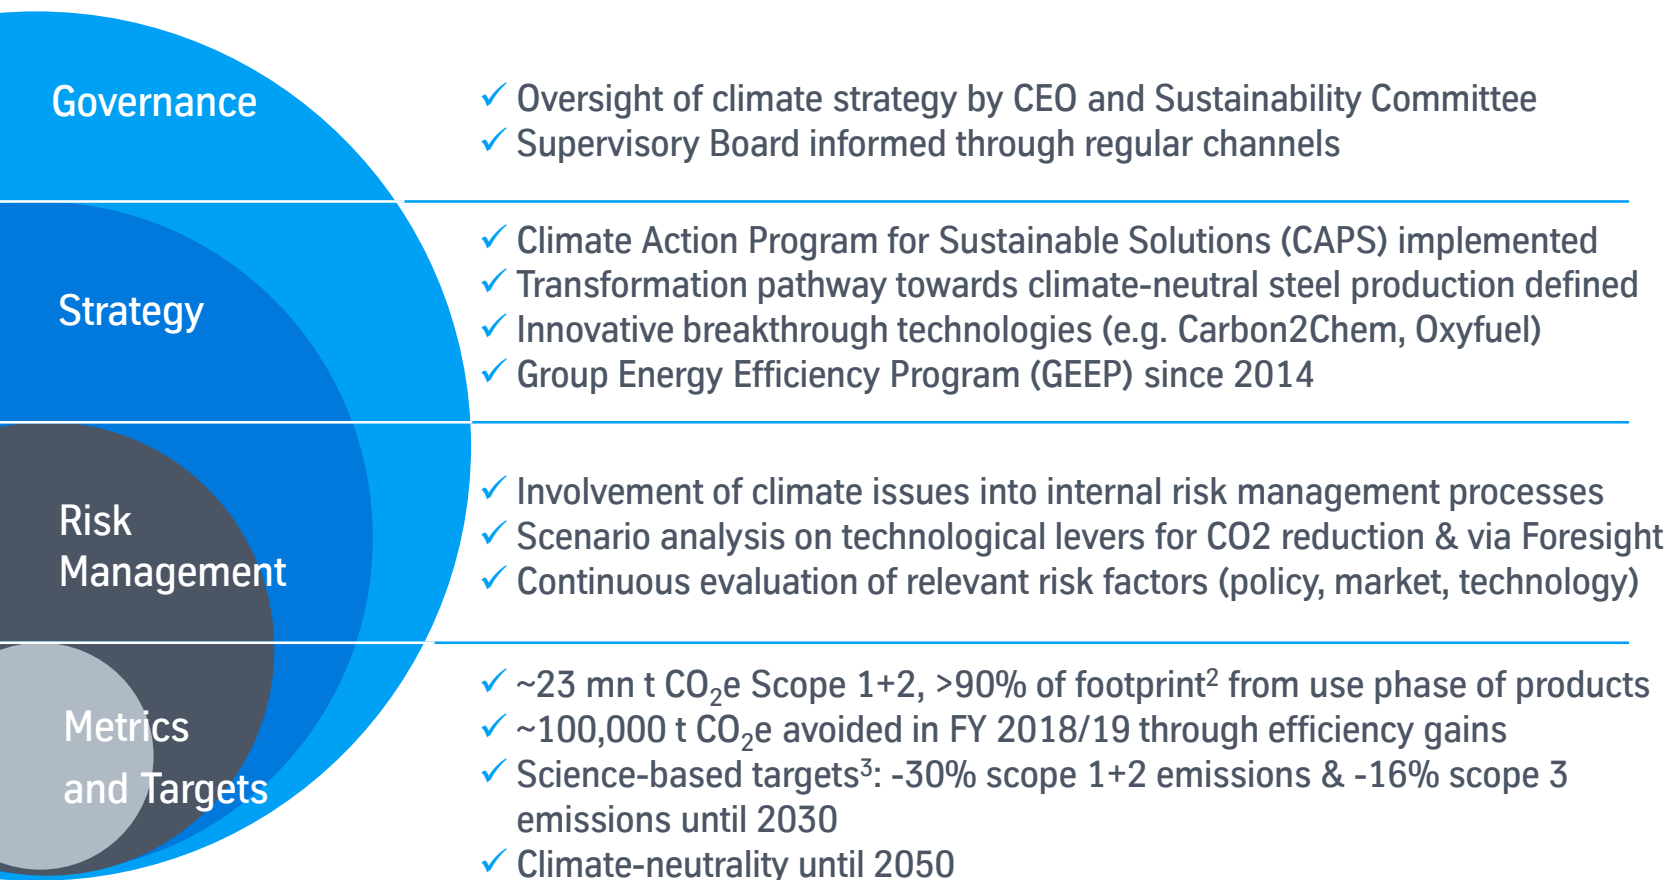 Governance
✓ Oversight of climate strategy by CEO and Sustainability Committee
✓ Supervisory Board informed through regular channels
Strategy
✓ Climate Action Program for Sustainable Solutions (CAPS) implemented
✓ Transformation pathway towards climate-neutral steel production defined
✓ Innovative breakthrough technologies (e.g. Carbon2Chem, Oxyfuel)
✓ Group Energy Efficiency Program (GEEP) since 2014
Risk
Management
✓ Involvement of climate issues into internal risk management processes
✓ Scenario analysis on technological levers for CO2 reduction & via Foresight
✓ Continuous evaluation of relevant risk factors (policy, market, technology)
Metrics
and Targets
✓ ~23 mn t CO₂e Scope 1+2, >90% of footprint² from use phase of products
✓ ~100,000 t CO₂e avoided in FY 2018/19 through efficiency gains
✓ Science-based targets³: -30% scope 1+2 emissions & -16% scope 3
emissions until 2030
✓ Climate-neutrality until 2050